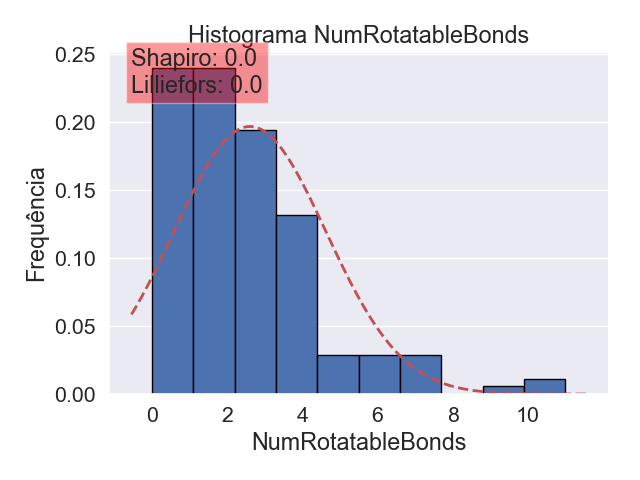 Histograma NumRotatableBonds
Shapiro: 0.0
Lilliefors: 0.0
0.25
0.20
0.15
0.10
0.05
0.00
Frequência
0 2 4 6 8 10
NumRotatableBonds